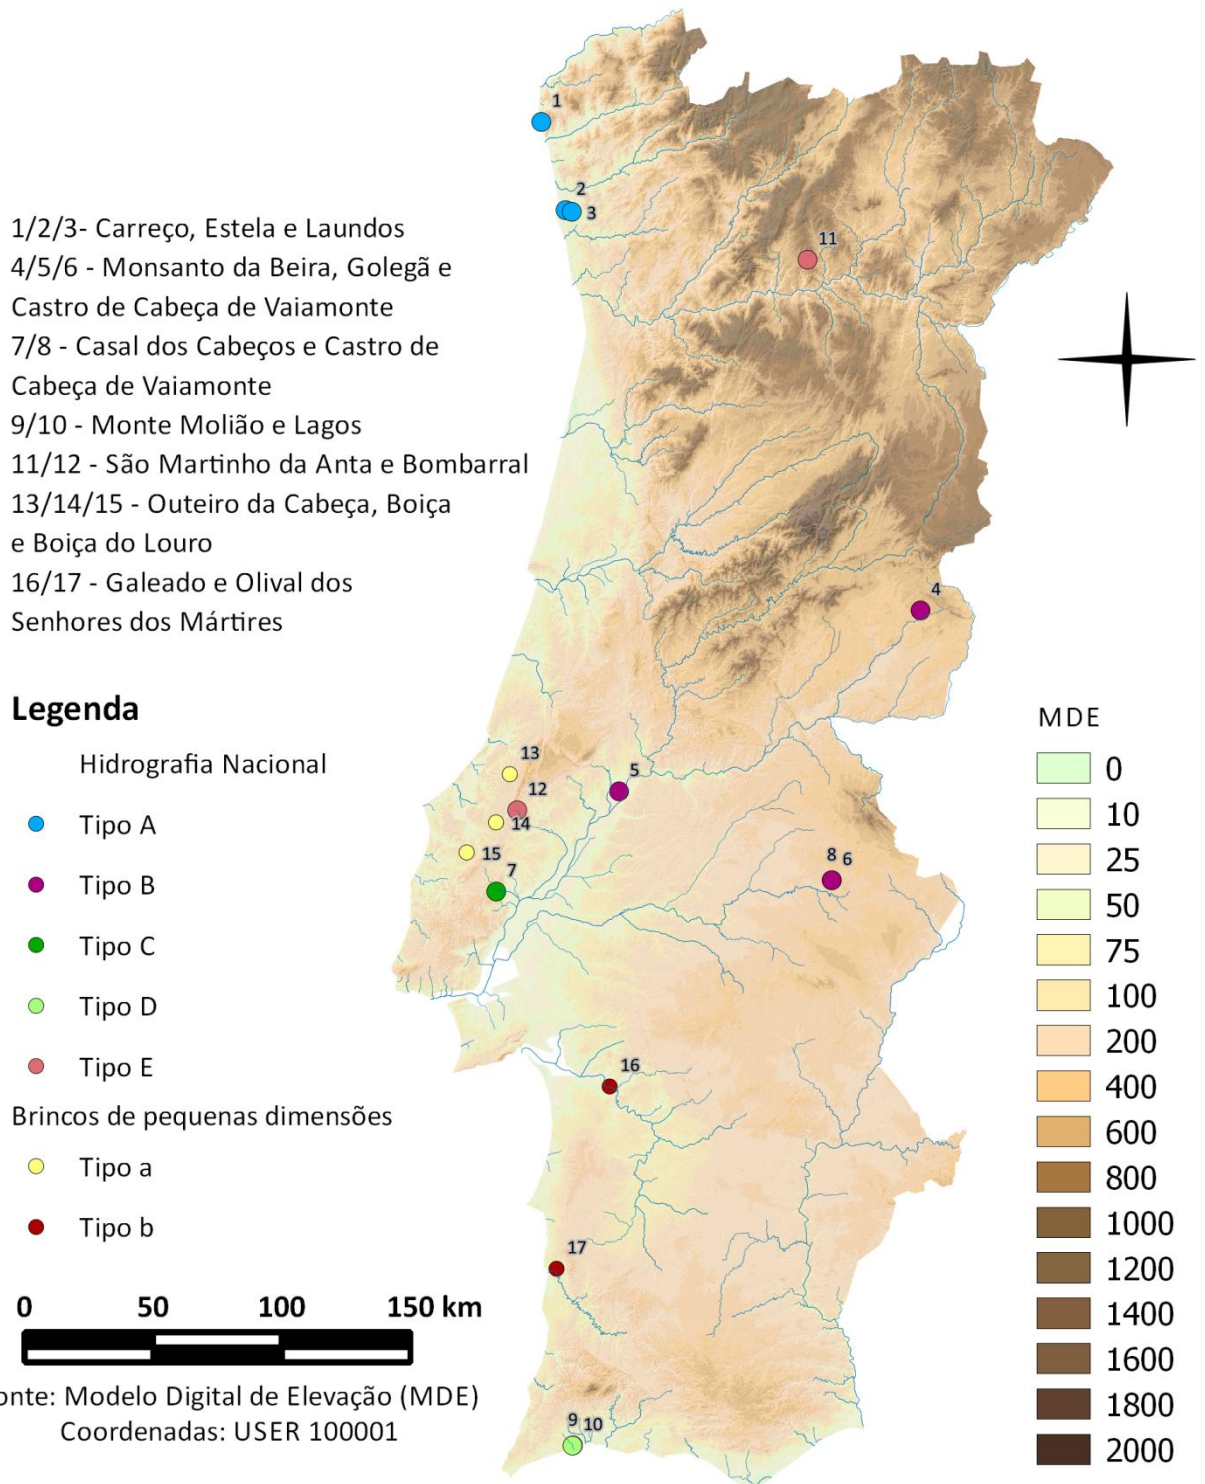 1/2/3- Carreço, Estela e Laundos
4/5/6 - Monsanto da Beira, Golegã e
Castro de Cabeça de Vaiamonte
7/8 - Casal dos Cabeços e Castro de
Cabeça de Vaiamonte
9/10 - Monte Molião e Lagos
11/12 - São Martinho da Anta e Bombarral
13/14/15 - Outeiro da Cabeça, Boiça
e Boiça do Louro
16/17 - Galeado e Olival dos
Senhores dos Mártires
Legenda
Hidrografia Nacional
Tipo A
Tipo B
Tipo C
Tipo D
Tipo E
Brincos de pequenas dimensões
Tipo a
Tipo b
0 50 100 150 km
onte: Modelo Digital de Elevação (MDE)
Coordenadas: USER 100001
1
2
3
11
4
13
12
5
14
15
7
8 6
16
17
9 10
MDE
0
10
25
50
75
100
200
400
600
800
1000
1200
1400
1600
1800
2000